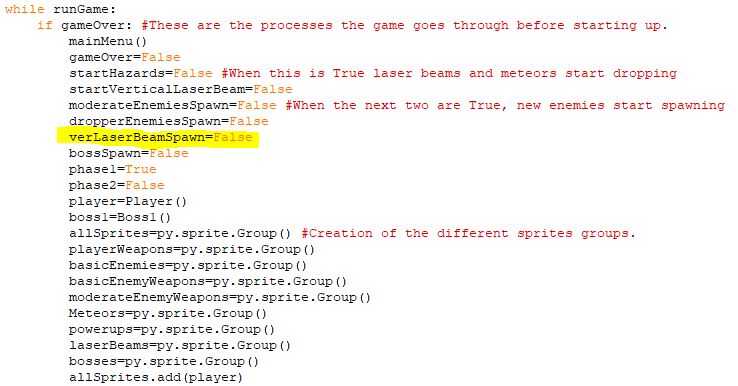 while runGame:
    if gameOver: #These are the processes the game goes through before starting up.
        mainMenu()
        gameOver=False
        startHazards=False #When this is True laser beams and meteors start dropping
        startVerticalLaserBeam=False
        moderateEnemiesSpawn=False #When the next two are True, new enemies start spawning
        dropperEnemiesSpawn=False
        verLaserBeamSpawn=False
        bossSpawn=False
        phase1=True
        phase2=False
        player=Player()
        boss1=Boss1()
        allSprites=py.sprite.Group() #Creation of the different sprites groups.
        playerWeapons=py.sprite.Group()
        basicEnemies=py.sprite.Group()
        basicEnemyWeapons=py.sprite.Group()
        moderateEnemyWeapons=py.sprite.Group()
        Meteors=py.sprite.Group()
        powerups=py.sprite.Group()
        laserBeams=py.sprite.Group()
        bosses=py.sprite.Group()
        allSprites.add(player)